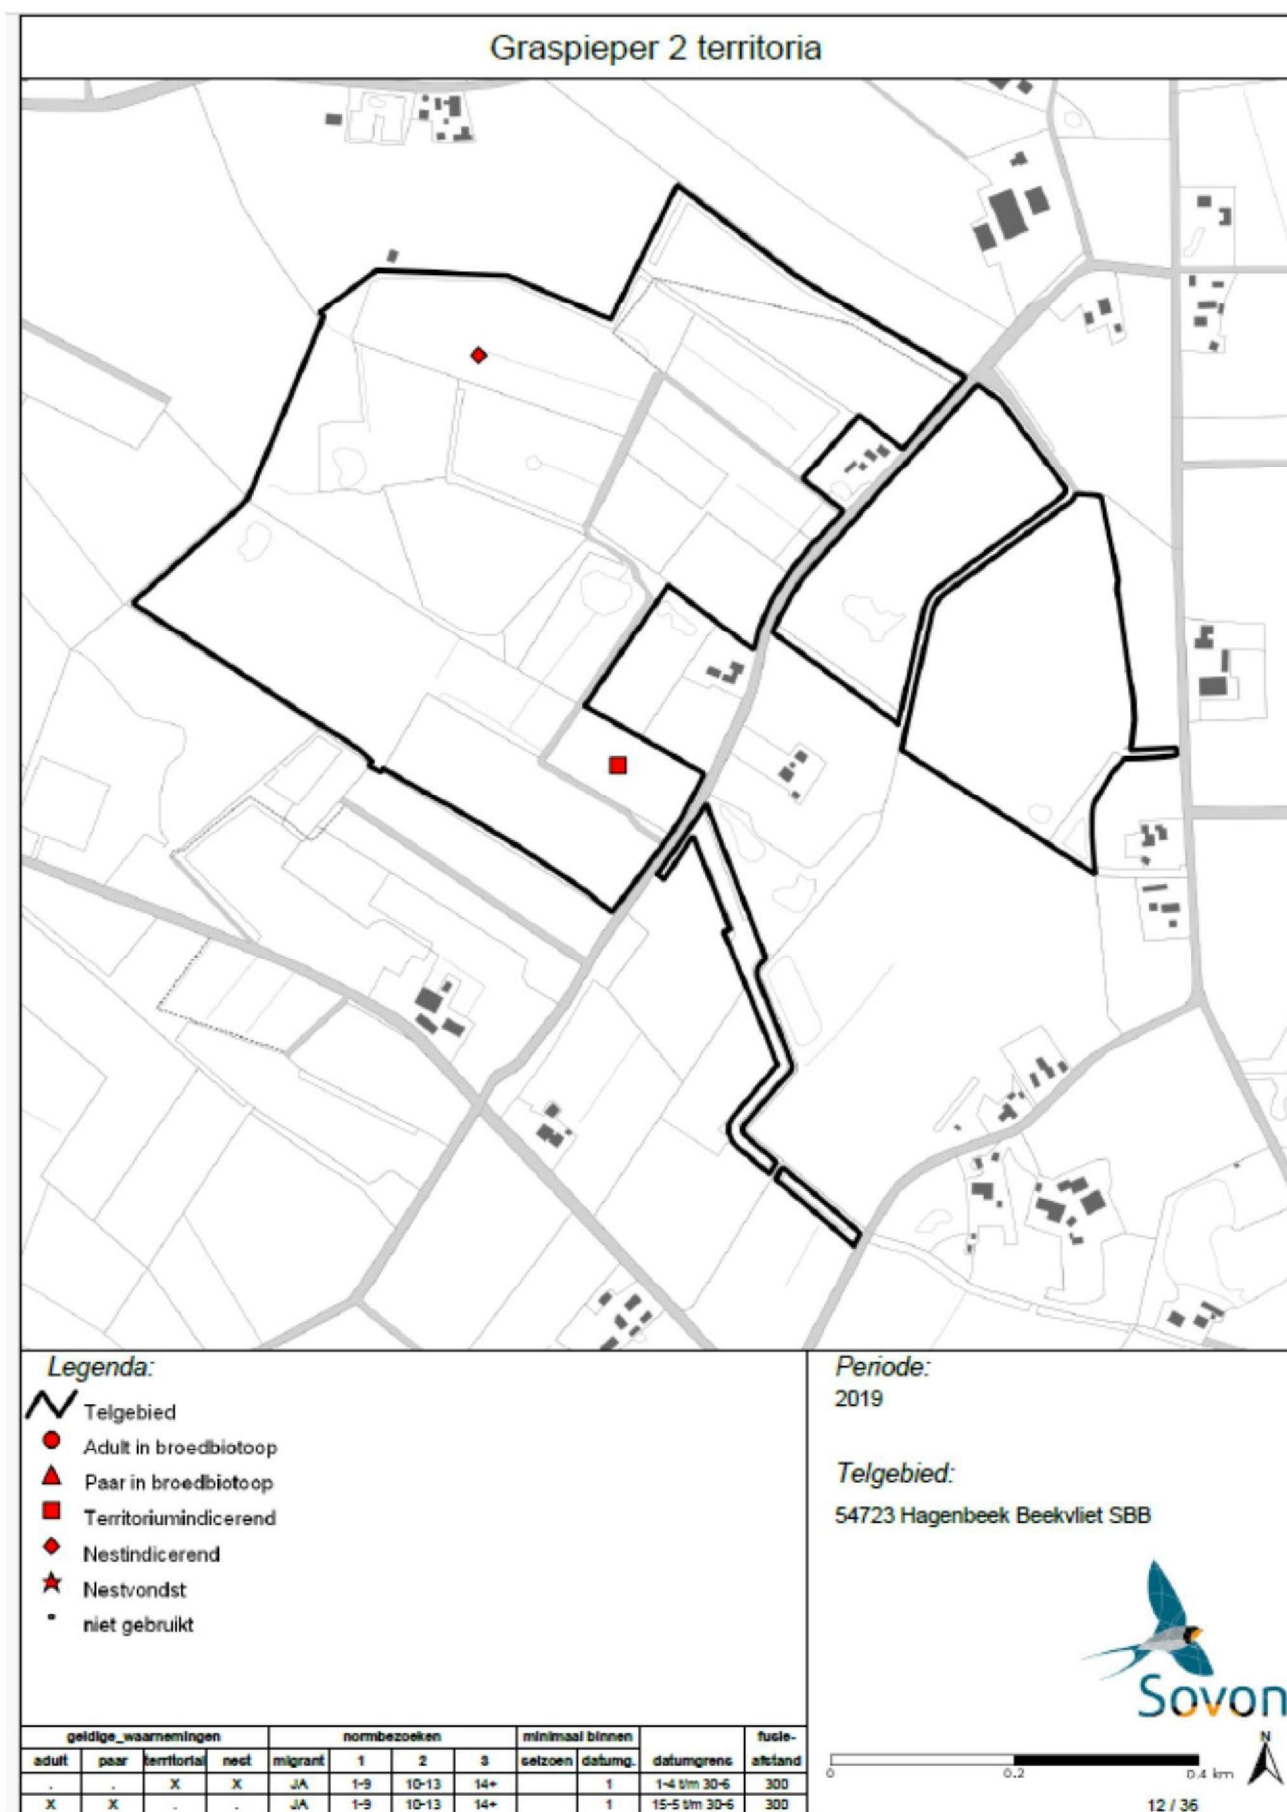 Graspieper 2 territoria
Legenda:
Telgebied
Adult in broedbiotoop
Paar in broedbiotoop
Territoriumindicerend
Nestindicerend
Nestvondst
niet gebruikt
Periode:
2019
Telgebied:
54723 Hagenbeek Beekvliet SBB
Sovon
N
0 0.2 0.4 km
12 / 36
geldige_waarnemingen normbezoeken minimaal binnen fusie-
adult paar territorial nest migrant 1 2 3 seizoen datumg. datumgrens afstand
. . X X JA 1-9 10-13 14+ 1 1-4 t/m 30-6 300
X X . . JA 1-9 10-13 14+ 1 15-5 t/m 30-6 300